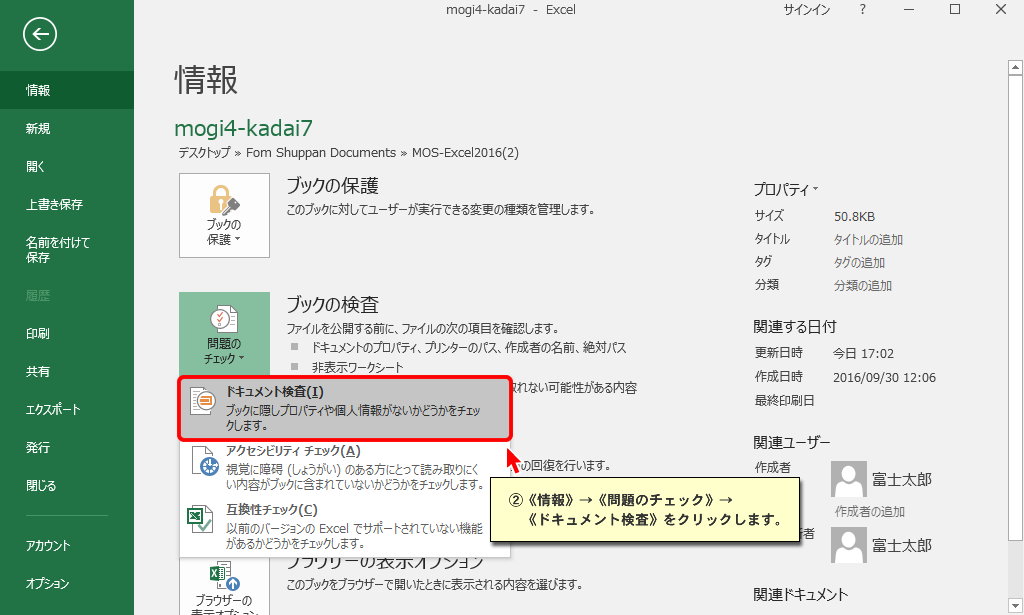 mogi4-kadai7 - Excel
サインイン ?
情報
新規
開く
上書き保存
名前を付けて
保存
履歴
印刷
共有
エクスポート
発行
閉じる
アカウント
オプション
情報
mogi4-kadai7
デスクトップ » Fom Shuppan Documents » MOS-Excel2016(2)
ブックの
保護
ブックの保護
このブックに対してユーザーが実行できる変更の種類を管理します。
問題の
チェック
ブックの検査
ファイルを公開する前に、ファイルの次の項目を確認します。
ドキュメントのプロパティ、プリンターのパス、作成者の名前、絶対パス
非表示ワークシート
れない可能性がある内容
ドキュメント検査(I)
ブックに隠しプロパティや個人情報がないかどうかをチェッ
クします。
アクセシビリティ チェック(A)
視覚に障碍 (しょうがい) のある方にとって読み取りにく
い内容がブックに含まれていないかどうかをチェックします。
互換性チェック(C)
以前のバージョンの Excel でサポートされていない機能
があるかどうかをチェックします。
の回復を行います。
②《情報》→《問題のチェック》→
《ドキュメント検査》をクリックします。
ブラウザーの
表示オプション
ブラウザーの表示オプション
このブックをブラウザーで開いたときに表示される内容を選びます。
プロパティ
サイズ 50.8KB
タイトル タイトルの追加
タグ タグの追加
分類 分類の追加
関連する日付
更新日時 今日 17:02
作成日時 2016/09/30 12:06
最終印刷日
関連ユーザー
作成者 富士太郎
作成者の追加
者 富士太郎
関連ドキュメント